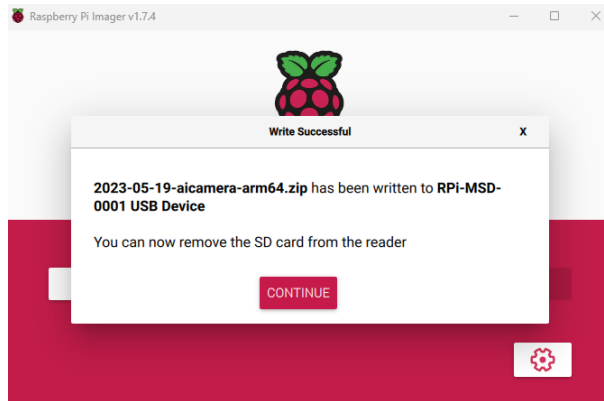 Raspberry Pi Imager v1.7.4
Write Successful
X
2023-05-19-aicamera-arm64.zip has been written to RPi-MSD-
0001 USB Device
You can now remove the SD card from the reader
CONTINUE